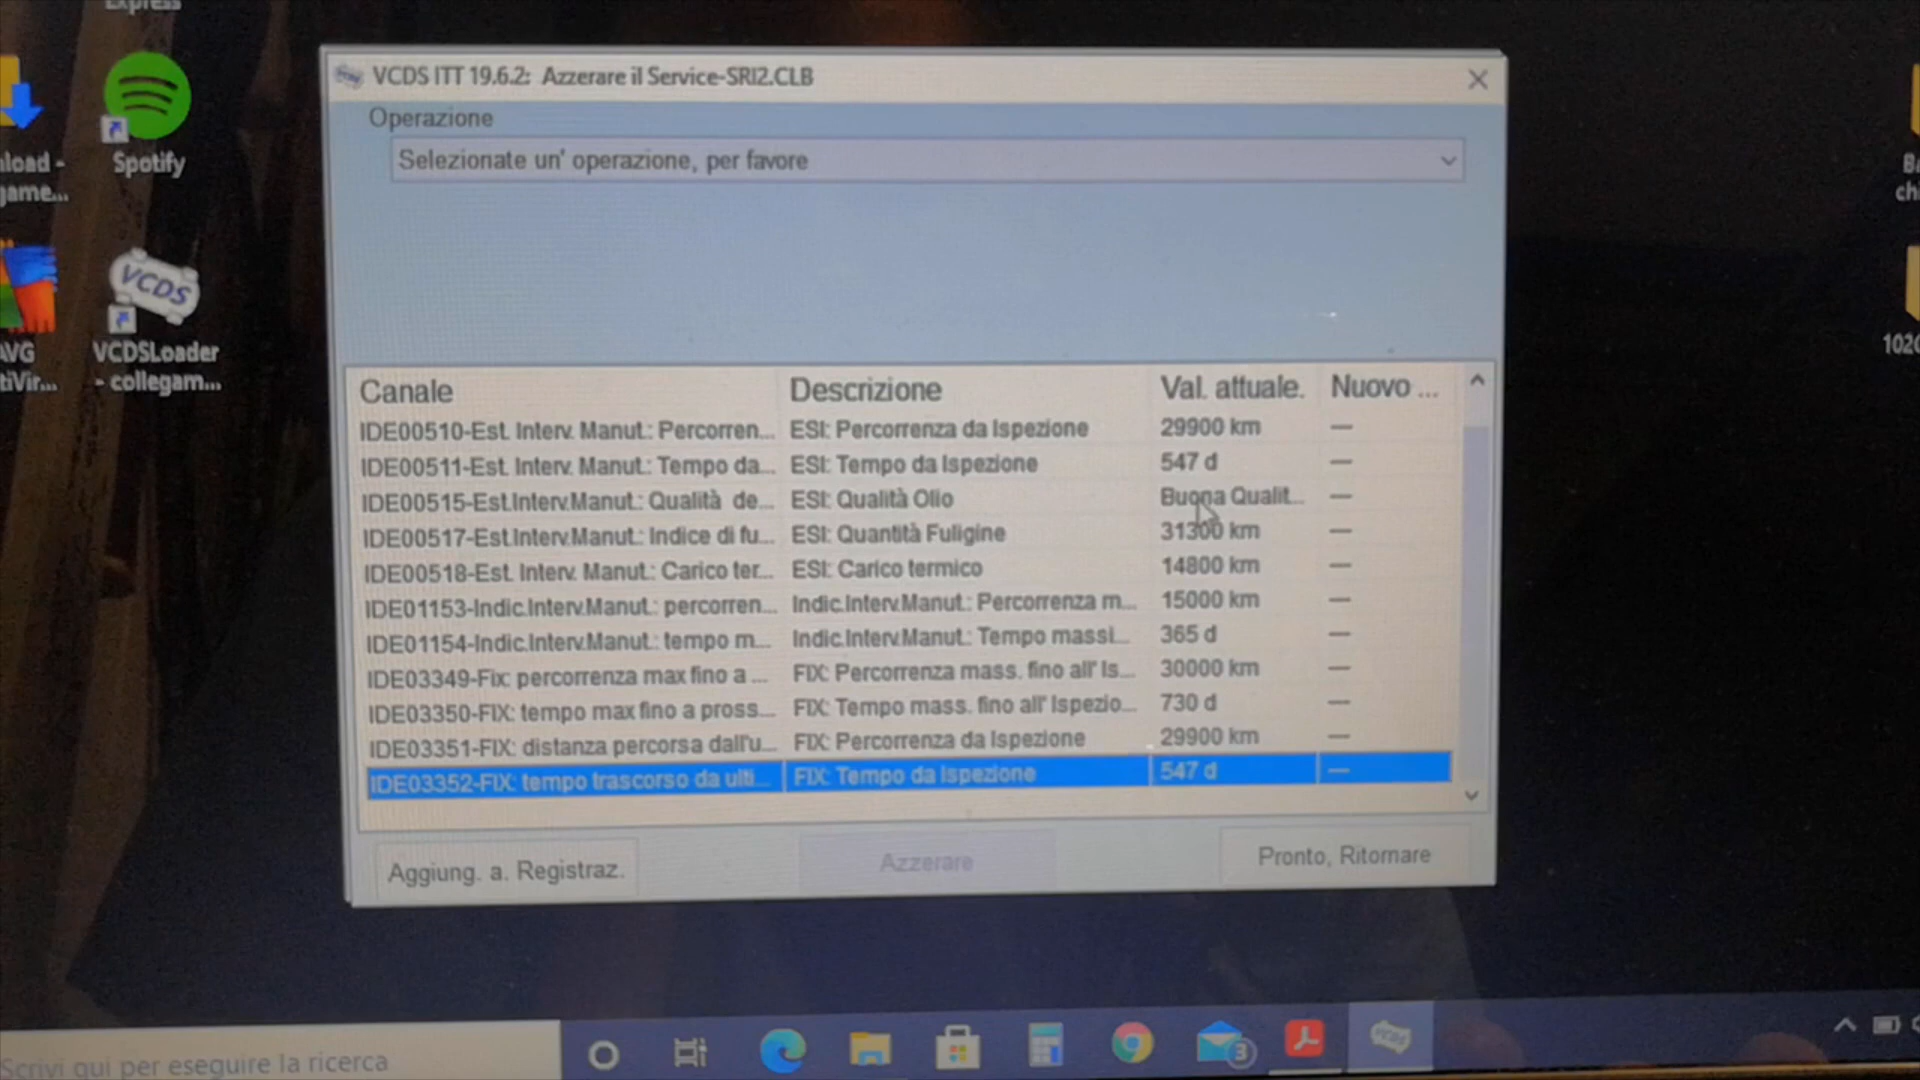 Express
VCDS ITT 19.6.2: Azzerare il Service-SRI2.CLB
Operazione
Selezionate un' operazione, per favore
Spotify
VCDS
VCDSLoader
- collegam...
Canale Descrizione Val. attuale. Nuovo ...
IDE00510-Est. Interv. Manut.: Percorren... ESI: Percorrenza da Ispezione 29900 km —
IDE00511-Est. Interv. Manut.: Tempo da... ESI: Tempo da Ispezione 547 d —
IDE00515-Est.Interv.Manut.: Qualità de... ESI: Qualità Olio Buona Qualit... —
IDE00517-Est.Interv.Manut.: Indice di fu... ESI: Quantità Fuligine 31300 km —
IDE00518-Est. Interv. Manut.: Carico ter... ESI: Carico termico 14800 km —
IDE01153-Indic.Interv.Manut.: percorren... Indic.Interv.Manut.: Percorrenza m... 15000 km —
IDE01154-Indic.Interv.Manut.: tempo m... Indic.Interv.Manut.: Tempo massi... 365 d —
IDE03349-Fix: percorrenza max fino a ... FIX: Percorrenza mass. fino all' Is... 30000 km —
IDE03350-FIX: tempo max fino a pross... FIX: Tempo mass. fino all' Ispezio... 730 d —
IDE03351-FIX: distanza percorsa dall'u... FIX: Percorrenza da Ispezione 29900 km —
IDE03352-FIX: tempo trascorso da ulti... FIX: Tempo da Ispezione 547 d —
Aggiung. a. Registraz. Azzerare Pronto, Ritornare
load -
game...
AVG
tiVir...
102
Scrivi qui per eseguire la ricerca
3
VCDS